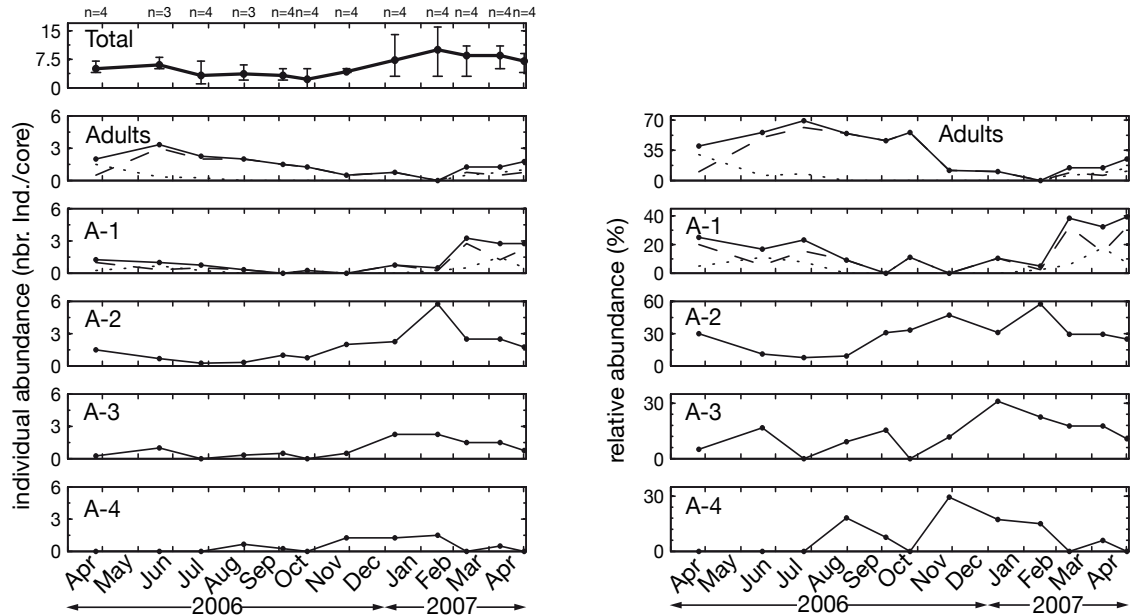 n=4 n=3 n=4 n=3 n=4 n=4 n=4 n=4 n=4 n=4 n=4 n=4
Total
15
7.5
0
individual abundance (nbr. Ind./core)
Adults
6
3
0
A-1
6
3
0
A-2
6
3
0
A-3
6
3
0
A-4
6
3
0
Apr May Jun Jul Aug Sep Oct Nov Dec Jan Feb Mar Apr
2006 2007
relative abundance (%)
Adults
70
35
0
A-1
40
20
0
A-2
60
30
0
A-3
30
0
A-4
30
0
Apr May Jun Jul Aug Sep Oct Nov Dec Jan Feb Mar Apr
2006 2007